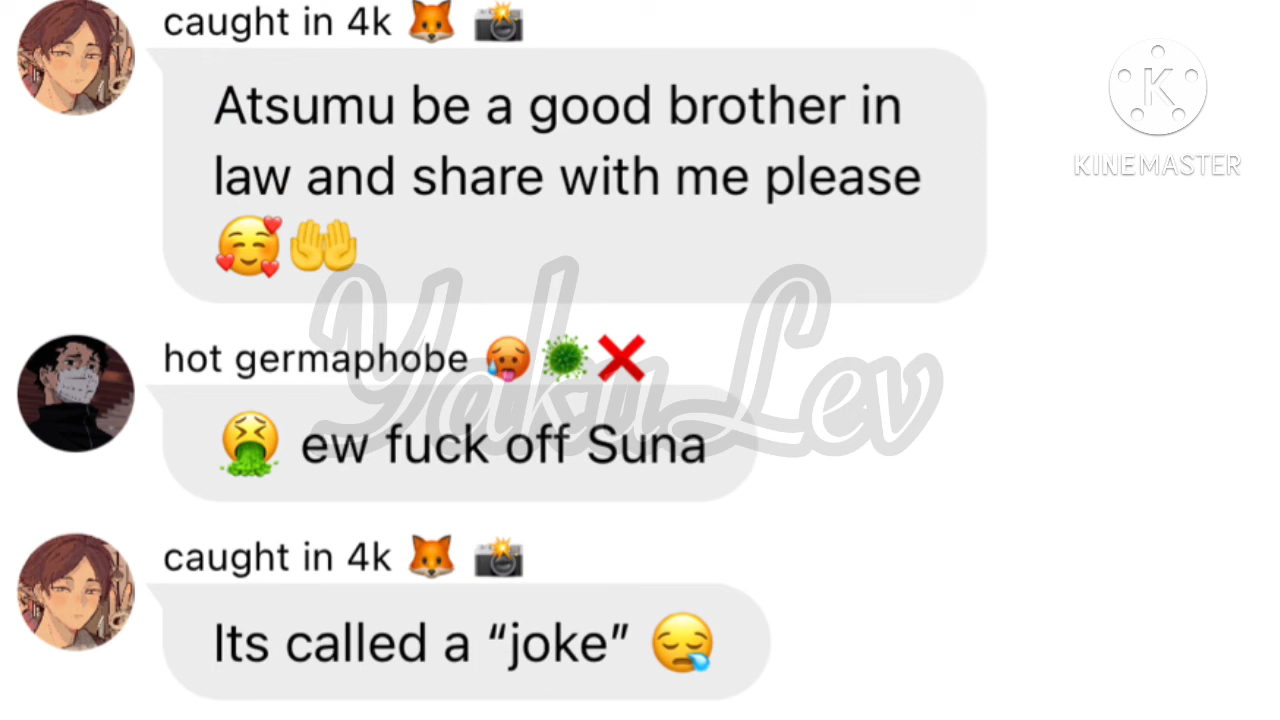 caught in 4k 🦊 📸
Atsumu be a good brother in
law and share with me please
🥰🤲
KINEMASTER
hot germaphobe 🥵🦠❌
🤮 ew fuck off Suna
YakuLev
caught in 4k 🦊 📸
Its called a “joke” 😪